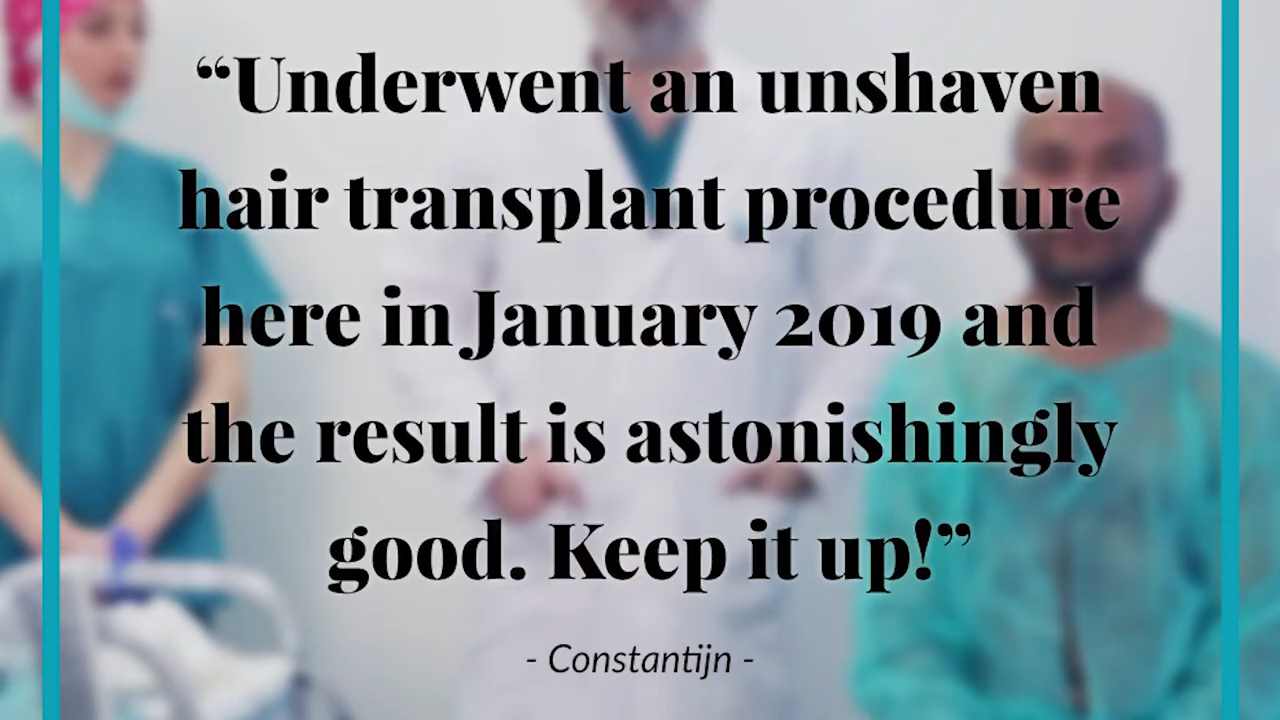 “Underwent an unshaven
hair transplant procedure
here in January 2019 and
the result is astonishingly
good. Keep it up!”
- Constantijn -